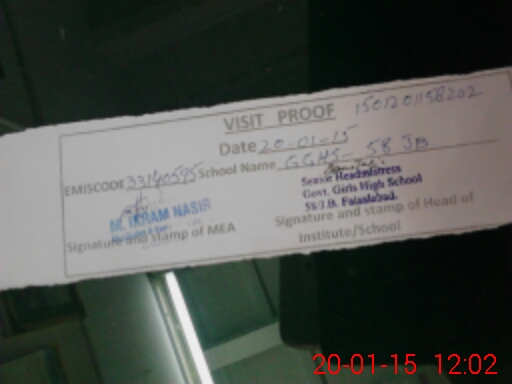 VISIT PROOF 1501201158202
Date 20-01-15
EMISCODE 33140595 School Name GGHS- 58 JB
Senior Headmistress
Govt. Girls High School
58/J.B. Faisalabad.
M. IKRAM NASIR
Signature and stamp of MEA
Signature and stamp of Head of
Institute/School
20-01-15 12:02